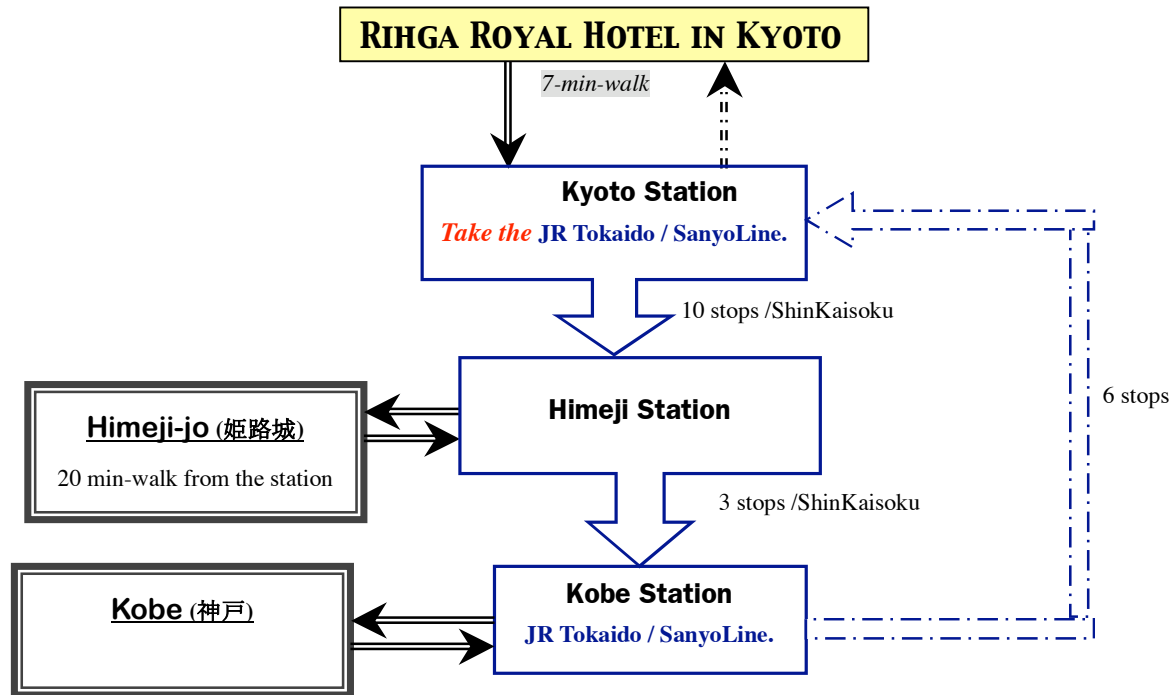 RIHGA ROYAL HOTEL IN KYOTO
7-min-walk
Kyoto Station
Take the JR Tokaido / SanyoLine.
10 stops /ShinKaisoku
Himeji Station
Himeji-jo (姫路城)
20 min-walk from the station
6 stops
3 stops /ShinKaisoku
Kobe Station
JR Tokaido / SanyoLine.
Kobe (神戸)